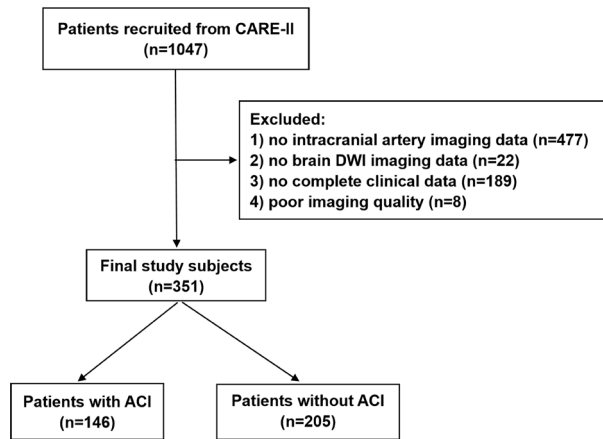 Patients recruited from CARE-II
(n=1047)
Excluded:
1) no intracranial artery imaging data (n=477)
2) no brain DWI imaging data (n=22)
3) no complete clinical data (n=189)
4) poor imaging quality (n=8)
Final study subjects
(n=351)
Patients with ACI
(n=146)
Patients without ACI
(n=205)